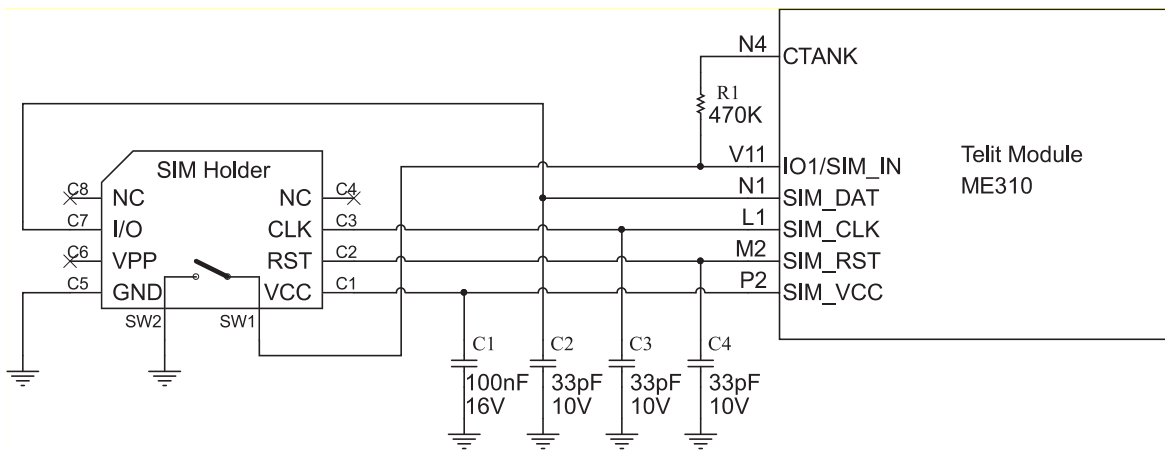 N4
CTANK
R1
470K
V11
IO1/SIM_IN
Telit Module
ME310
SIM Holder
N1
SIM_DAT
C8
NC
NC
C4
L1
SIM_CLK
C7
I/O
CLK
C3
M2
SIM_RST
C6
VPP
RST
C2
P2
SIM_VCC
C5
GND
VCC
C1
SW2
SW1
C1
100nF
16V
C2
33pF
10V
C3
33pF
10V
C4
33pF
10V